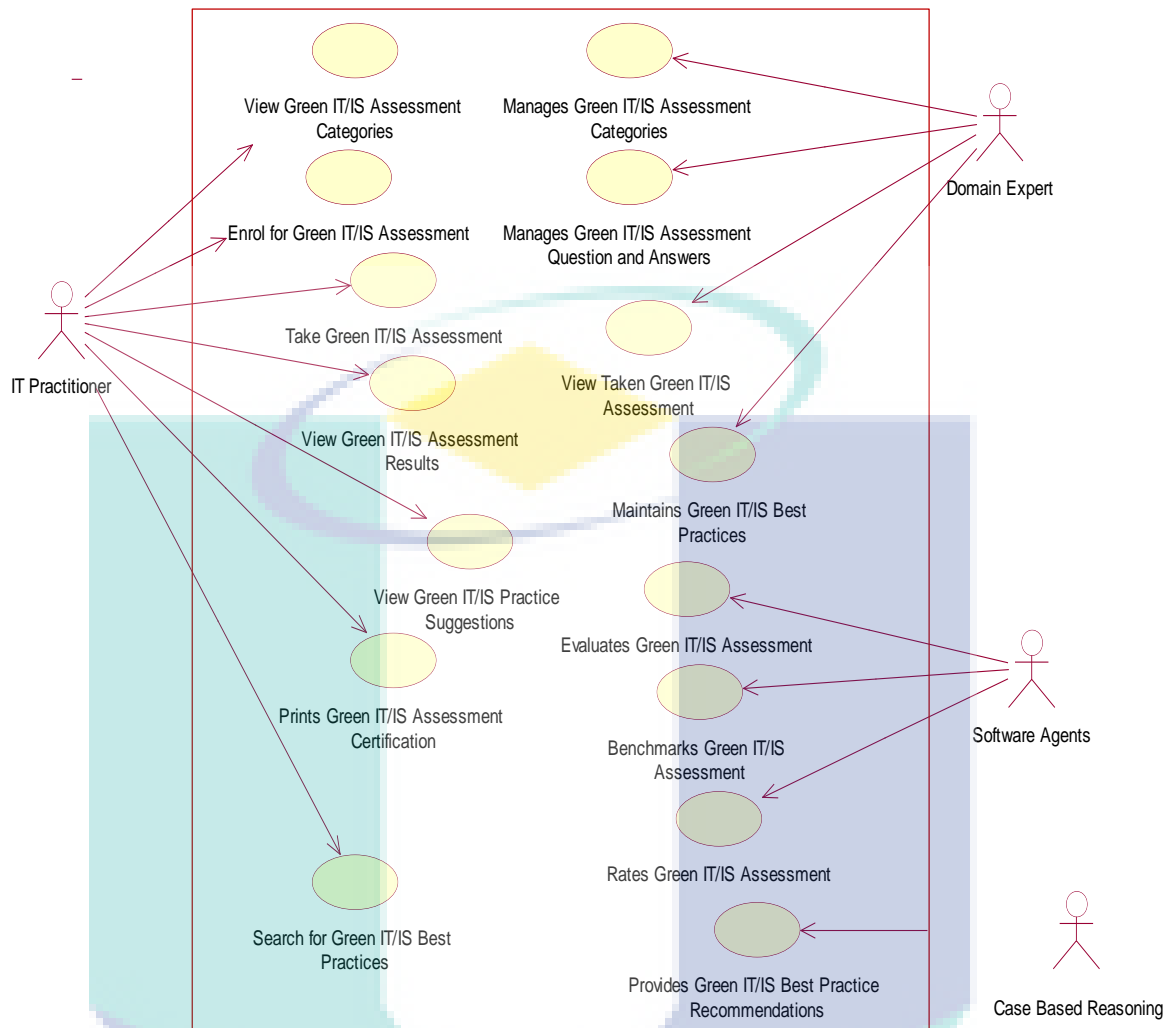 View Green IT/IS Assessment
Categories
Manages Green IT/IS Assessment
Categories
Domain Expert
Enrol for Green IT/IS Assessment
Manages Green IT/IS Assessment
Question and Answers
Take Green IT/IS Assessment
IT Practitioner
View Taken Green IT/IS
Assessment
View Green IT/IS Assessment
Results
Maintains Green IT/IS Best
Practices
View Green IT/IS Practice
Suggestions
Evaluates Green IT/IS Assessment
Prints Green IT/IS Assessment
Certification
Software Agents
Benchmarks Green IT/IS
Assessment
Rates Green IT/IS Assessment
Search for Green IT/IS Best
Practices
Provides Green IT/IS Best Practice
Recommendations
Case Based Reasoning